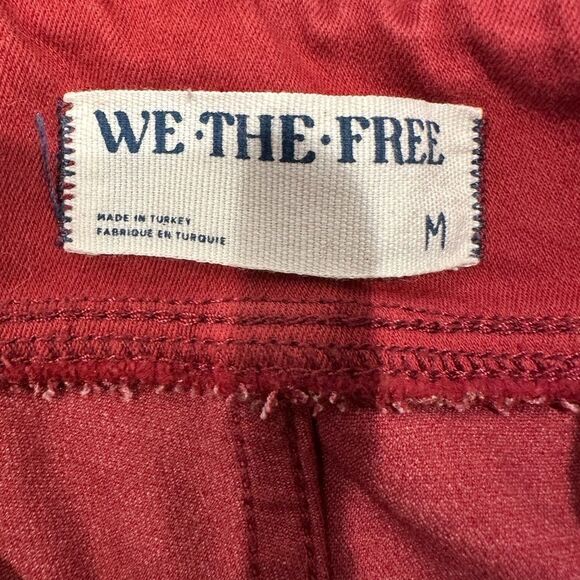 WE·THE·FREE
MADE IN TURKEY
FABRIQUÉ EN TURQUIE
M